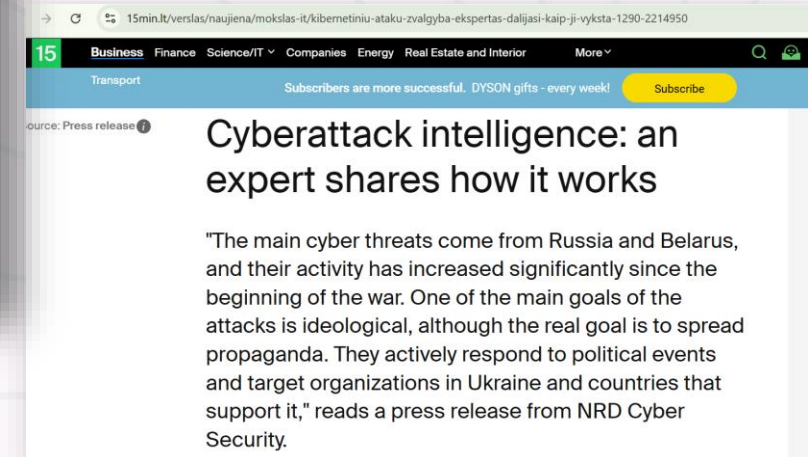 15min.lt/verslas/naujiena/mokslas-it/kibernetiniu-ataku-zvalgyba-ekspertas-dalijasi-kaip-ji-vyksta-1290-2214950
15 Business Finance Science/IT Companies Energy Real Estate and Interior More
Transport
Subscribers are more successful. DYSON gifts - every week! Subscribe
ource: Press release
Cyberattack intelligence: an
expert shares how it works
"The main cyber threats come from Russia and Belarus,
and their activity has increased significantly since the
beginning of the war. One of the main goals of the
attacks is ideological, although the real goal is to spread
propaganda. They actively respond to political events
and target organizations in Ukraine and countries that
support it," reads a press release from NRD Cyber
Security.